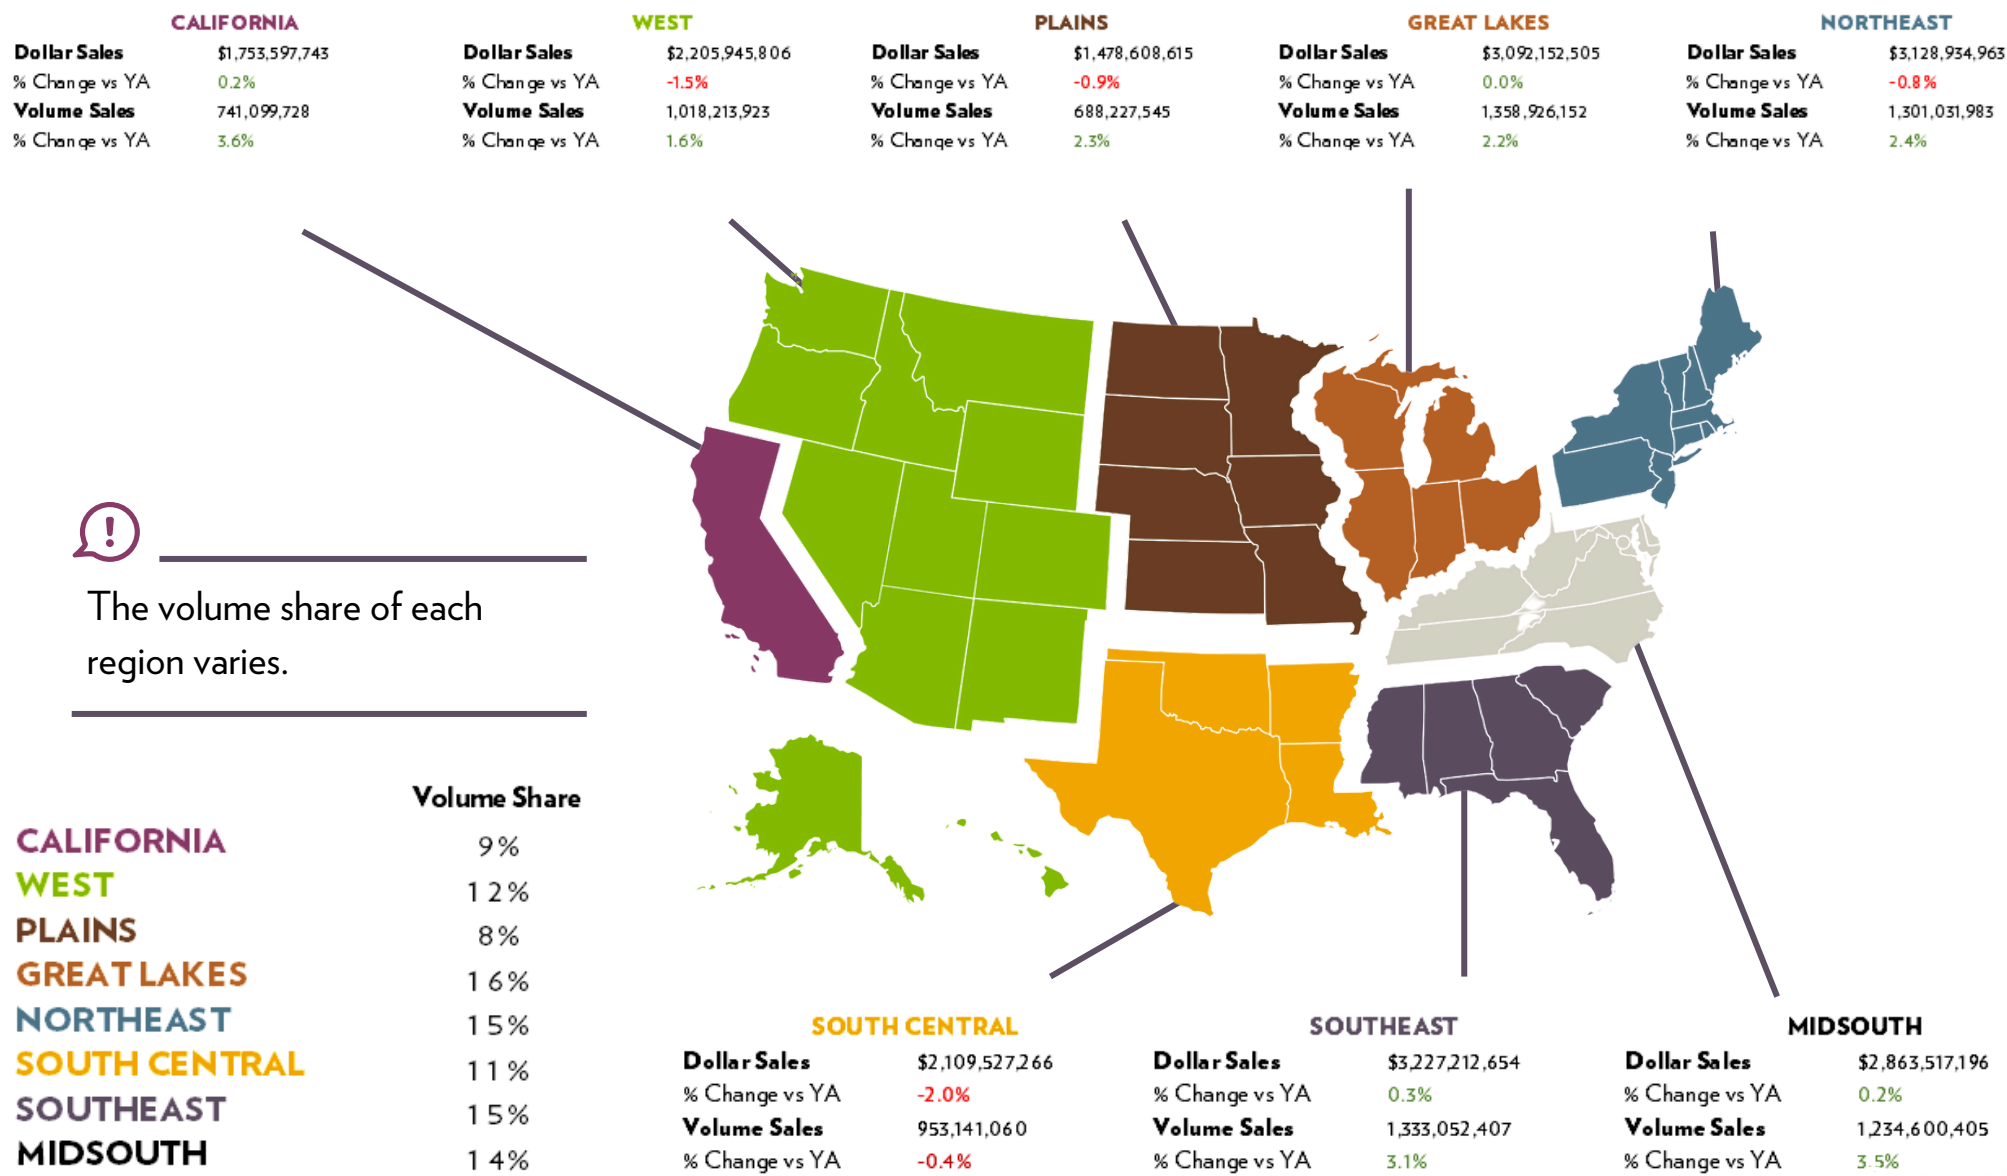 CALIFORNIA
Dollar Sales $1,753,597,743
% Change vs YA 0.2%
Volume Sales 741,099,728
% Change vs YA 3.6%
WEST
Dollar Sales $2,205,945,806
% Change vs YA -1.5%
Volume Sales 1,018,213,923
% Change vs YA 1.6%
PLAINS
Dollar Sales $1,478,608,615
% Change vs YA -0.9%
Volume Sales 688,227,545
% Change vs YA 2.3%
GREAT LAKES
Dollar Sales $3,092,152,505
% Change vs YA 0.0%
Volume Sales 1,358,926,152
% Change vs YA 2.2%
NORTHEAST
Dollar Sales $3,128,934,963
% Change vs YA -0.8%
Volume Sales 1,301,031,983
% Change vs YA 2.4%
!
The volume share of each
region varies.
Volume Share
CALIFORNIA 9%
WEST 12%
PLAINS 8%
GREAT LAKES 16%
NORTHEAST 15%
SOUTH CENTRAL 11%
SOUTHEAST 15%
MIDSOUTH 14%
SOUTH CENTRAL
Dollar Sales $2,109,527,266
% Change vs YA -2.0%
Volume Sales 953,141,060
% Change vs YA -0.4%
SOUTHEAST
Dollar Sales $3,227,212,654
% Change vs YA 0.3%
Volume Sales 1,333,052,407
% Change vs YA 3.1%
MIDSOUTH
Dollar Sales $2,863,517,196
% Change vs YA 0.2%
Volume Sales 1,234,600,405
% Change vs YA 3.5%